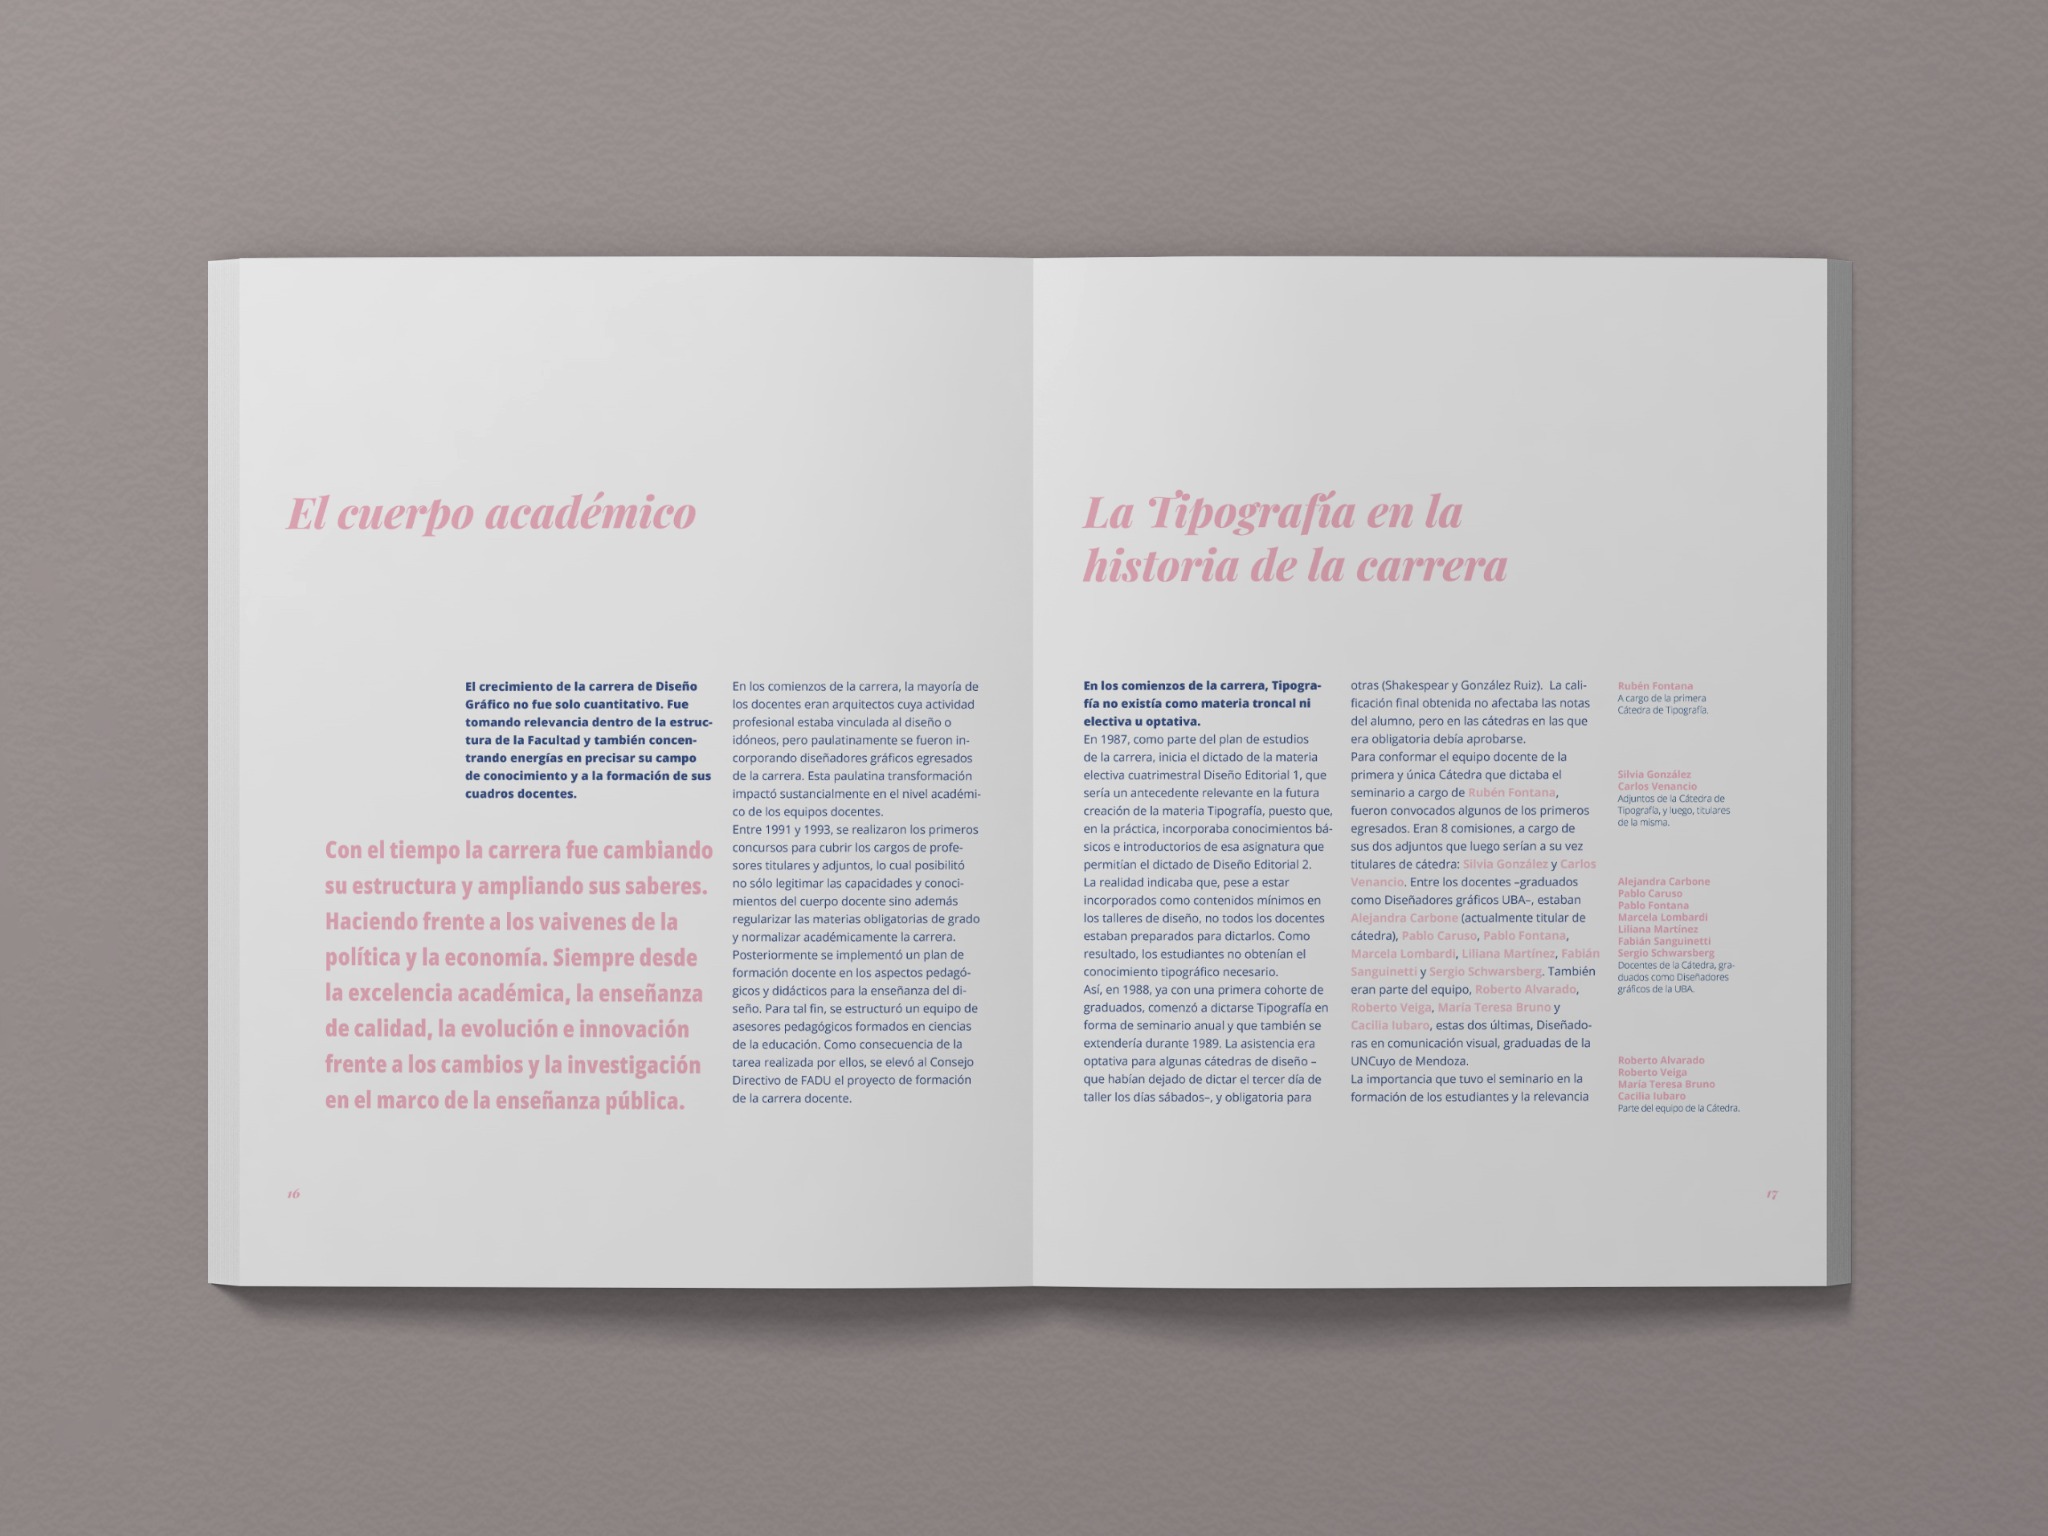 El cuerpo académico
El crecimiento de la carrera de Diseño
Gráfico no fue solo cuantitativo. Fue
tomando relevancia dentro de la estruc-
tura de la Facultad y también concen-
trando energías en precisar su campo
de conocimiento y a la formación de sus
cuadros docentes.
Con el tiempo la carrera fue cambiando
su estructura y ampliando sus saberes.
Haciendo frente a los vaivenes de la
política y la economía. Siempre desde
la excelencia académica, la enseñanza
de calidad, la evolución e innovación
frente a los cambios y la investigación
en el marco de la enseñanza pública.
En los comienzos de la carrera, la mayoría de
los docentes eran arquitectos cuya actividad
profesional estaba vinculada al diseño o
idóneos, pero paulatinamente se fueron in-
corporando diseñadores gráficos egresados
de la carrera. Esta paulatina transformación
impactó sustancialmente en el nivel académi-
co de los equipos docentes.
Entre 1991 y 1993, se realizaron los primeros
concursos para cubrir los cargos de profe-
sores titulares y adjuntos, lo cual posibilitó
no sólo legitimar las capacidades y conoci-
mientos del cuerpo docente sino además
regularizar las materias obligatorias de grado
y normalizar académicamente la carrera.
Posteriormente se implementó un plan de
formación docente en los aspectos pedagó-
gicos y didácticos para la enseñanza del di-
seño. Para tal fin, se estructuró un equipo de
asesores pedagógicos formados en ciencias
de la educación. Como consecuencia de la
tarea realizada por ellos, se elevó al Consejo
Directivo de FADU el proyecto de formación
de la carrera docente.
16
La Tipografía en la
historia de la carrera
En los comienzos de la carrera, Tipogra-
fía no existía como materia troncal ni
electiva u optativa.
En 1987, como parte del plan de estudios
de la carrera, inicia el dictado de la materia
electiva cuatrimestral Diseño Editorial 1, que
sería un antecedente relevante en la futura
creación de la materia Tipografía, puesto que,
en la práctica, incorporaba conocimientos bá-
sicos e introductorios de esa asignatura que
permitían el dictado de Diseño Editorial 2.
La realidad indicaba que, pese a estar
incorporados como contenidos mínimos en
los talleres de diseño, no todos los docentes
estaban preparados para dictarlos. Como
resultado, los estudiantes no obtenían el
conocimiento tipográfico necesario.
Así, en 1988, ya con una primera cohorte de
graduados, comenzó a dictarse Tipografía en
forma de seminario anual y que también se
extendería durante 1989. La asistencia era
optativa para algunas cátedras de diseño –
que habían dejado de dictar el tercer día de
taller los días sábados–, y obligatoria para
otras (Shakespear y González Ruiz).  La cali-
ficación final obtenida no afectaba las notas
del alumno, pero en las cátedras en las que
era obligatoria debía aprobarse.
Para conformar el equipo docente de la
primera y única Cátedra que dictaba el
seminario a cargo de Rubén Fontana,
fueron convocados algunos de los primeros
egresados. Eran 8 comisiones, a cargo de
sus dos adjuntos que luego serían a su vez
titulares de cátedra: Silvia González y Carlos
Venancio. Entre los docentes –graduados
como Diseñadores gráficos UBA–, estaban
Alejandra Carbone (actualmente titular de
cátedra), Pablo Caruso, Pablo Fontana,
Marcela Lombardi, Liliana Martínez, Fabián
Sanguinetti y Sergio Schwarsberg. También
eran parte del equipo, Roberto Alvarado,
Roberto Veiga, María Teresa Bruno y
Cacilia Iubaro, estas dos últimas, Diseñado-
ras en comunicación visual, graduadas de la
UNCuyo de Mendoza.
La importancia que tuvo el seminario en la
formación de los estudiantes y la relevancia
Rubén Fontana
A cargo de la primera
Cátedra de Tipografía.
Silvia González
Carlos Venancio
Adjuntos de la Cátedra de
Tipografía, y luego, titulares
de la misma.
Alejandra Carbone
Pablo Caruso
Pablo Fontana
Marcela Lombardi
Liliana Martínez
Fabián Sanguinetti
Sergio Schwarsberg
Docentes de la Cátedra, gra-
duados como Diseñadores
gráficos de la UBA.
Roberto Alvarado
Roberto Veiga
María Teresa Bruno
Cacilia Iubaro
Parte del equipo de la Cátedra.
17